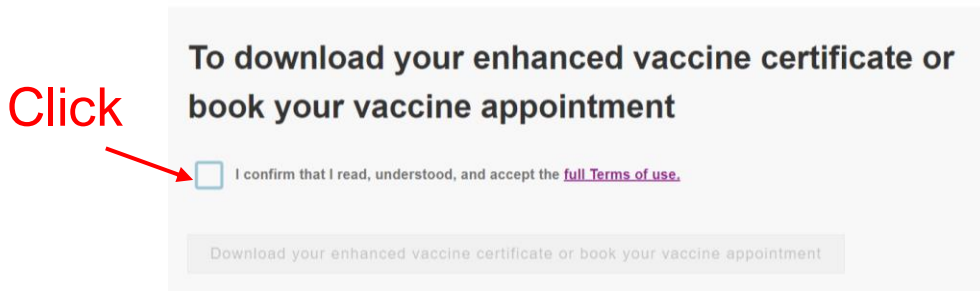 To download your enhanced vaccine certificate or
book your vaccine appointment
Click
I confirm that I read, understood, and accept the full Terms of use.
Download your enhanced vaccine certificate or book your vaccine appointment